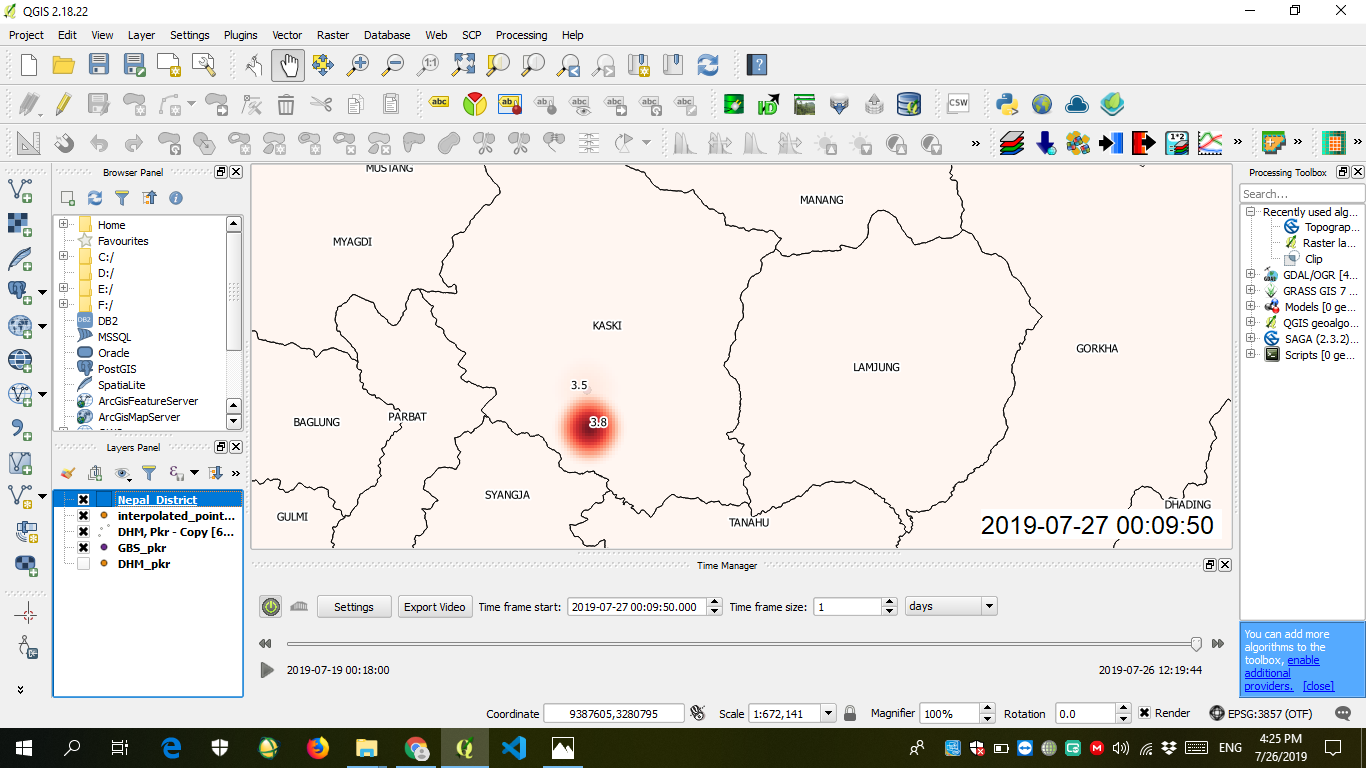 QGIS 2.18.22
Project Edit View Layer Settings Plugins Vector Raster Database Web SCP Processing Help
Browser Panel
Home
Favourites
C:/
D:/
E:/
F:/
DB2
MSSQL
Oracle
PostGIS
SpatiaLite
ArcGisFeatureServer
ArcGisMapServer
Layers Panel
Nepal_District
interpolated_point...
DHM, Pkr - Copy [6...
GBS_pkr
DHM_pkr
MUSTANG
MANANG
MYAGDI
KASKI
GORKHA
LAMJUNG
3.5
BAGLUNG
PARBAT
3.8
SYANGJA
GULMI
TANAHU
DHADING
2019-07-27 00:09:50
Time Manager
Settings Export Video Time frame start: 2019-07-27 00:09:50.000 Time frame size: 1 days
2019-07-19 00:18:00 2019-07-26 12:19:44
Processing Toolbox
Search...
Recently used alg...
Topograp...
Raster la...
Clip
GDAL/OGR [4...
GRASS GIS 7 ...
Models [0 ge...
QGIS geoalgo...
SAGA (2.3.2)...
Scripts [0 ge...
You can add more
algorithms to the
toolbox, enable
additional
providers. [close]
Coordinate 9387605,3280795 Scale 1:672,141 Magnifier 100% Rotation 0.0 Render EPSG:3857 (OTF)
ENG
4:25 PM
7/26/2019